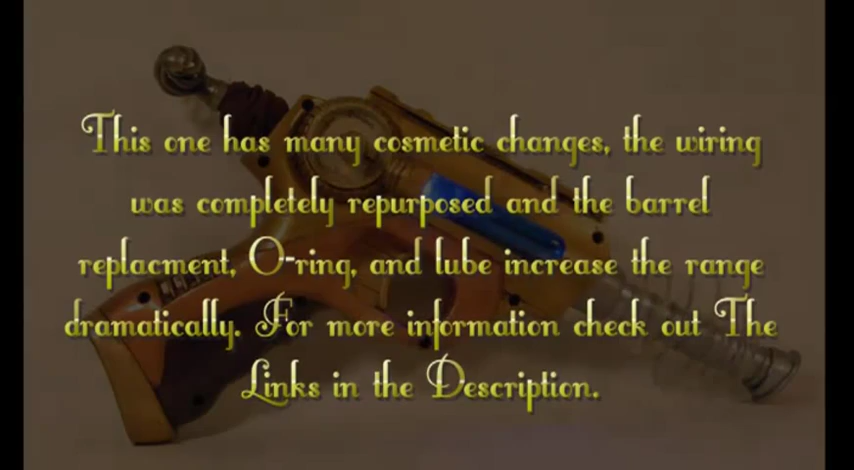 This one has many cosmetic changes, the wiring
was completely repurposed and the barrel
replacment, O-ring, and lube increase the range
dramatically. For more information check out The
Links in the Description.